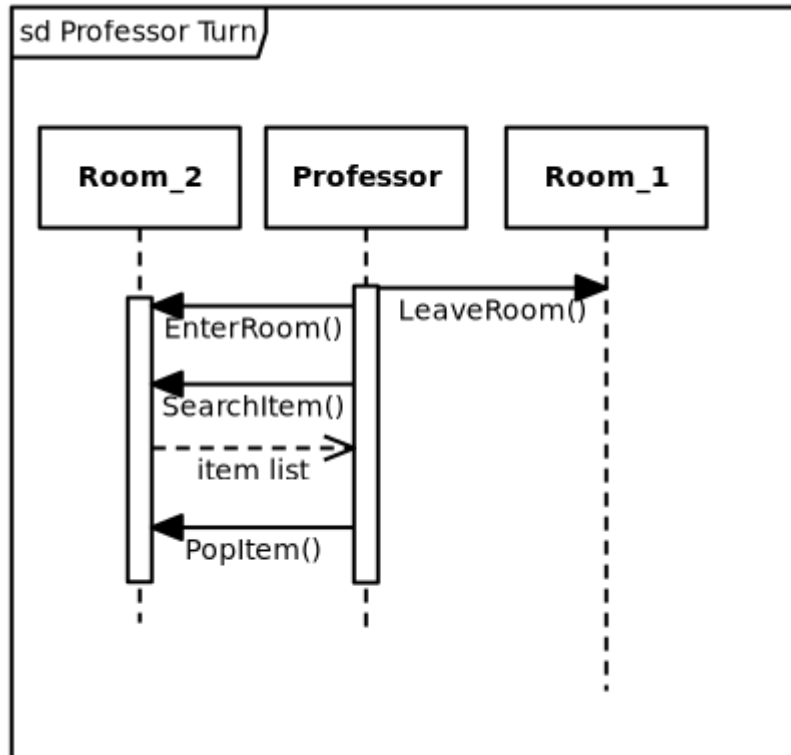 sd Professor Turn
Room_2
Professor
Room_1
LeaveRoom()
EnterRoom()
SearchItem()
item list
PopItem()